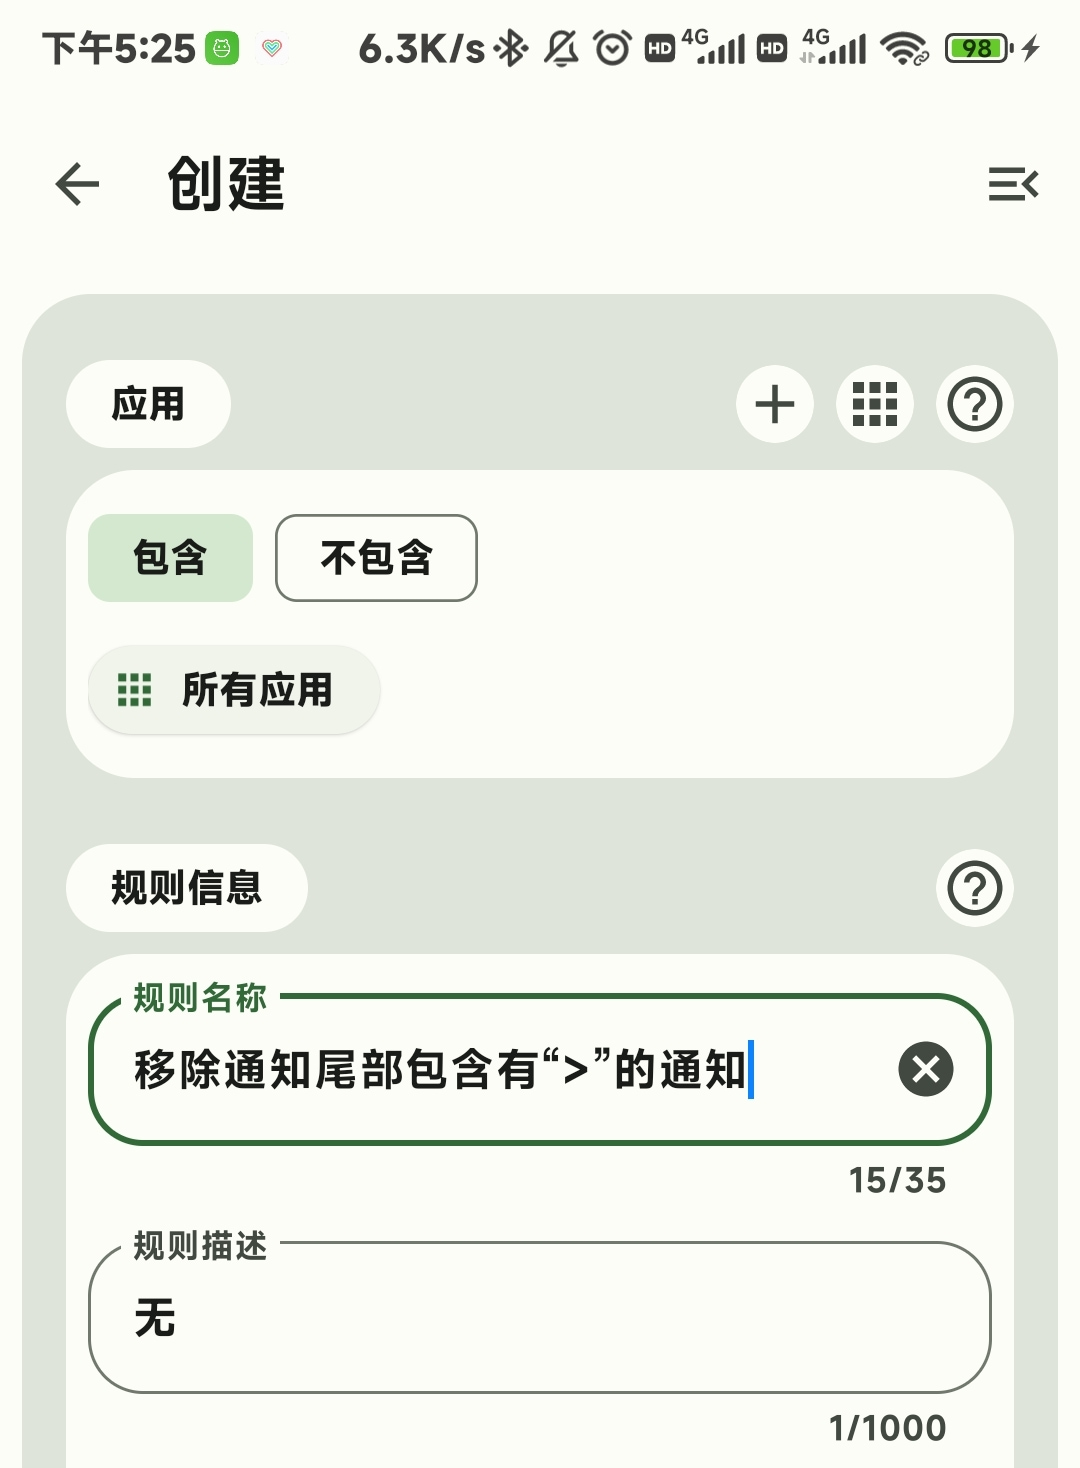 下午5:25 6.3K/s HD 4G HD 4G 98
创建
应用
包含 不包含
所有应用
规则信息
规则名称
移除通知尾部包含有“>”的通知
15/35
规则描述
无
1/1000